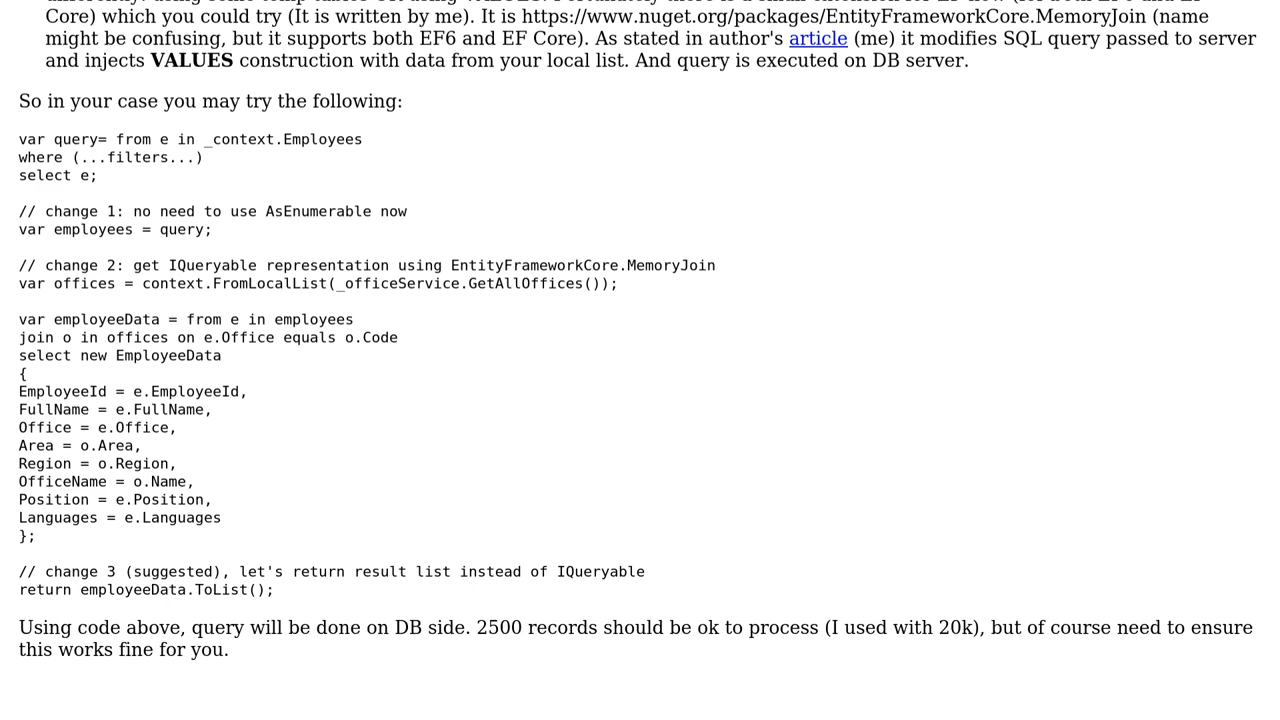 Core) which you could try (It is written by me). It is https://www.nuget.org/packages/EntityFrameworkCore.MemoryJoin (name
might be confusing, but it supports both EF6 and EF Core). As stated in author's article (me) it modifies SQL query passed to server
and injects VALUES construction with data from your local list. And query is executed on DB server.
So in your case you may try the following:
var query= from e in _context.Employees
where (...filters...)
select e;
// change 1: no need to use AsEnumerable now
var employees = query;
// change 2: get IQueryable representation using EntityFrameworkCore.MemoryJoin
var offices = context.FromLocalList(_officeService.GetAllOffices());
var employeeData = from e in employees
join o in offices on e.Office equals o.Code
select new EmployeeData
{
EmployeeId = e.EmployeeId,
FullName = e.FullName,
Office = e.Office,
Area = o.Area,
Region = o.Region,
OfficeName = o.Name,
Position = e.Position,
Languages = e.Languages
};
// change 3 (suggested), let's return result list instead of IQueryable
return employeeData.ToList();
Using code above, query will be done on DB side. 2500 records should be ok to process (I used with 20k), but of course need to ensure
this works fine for you.